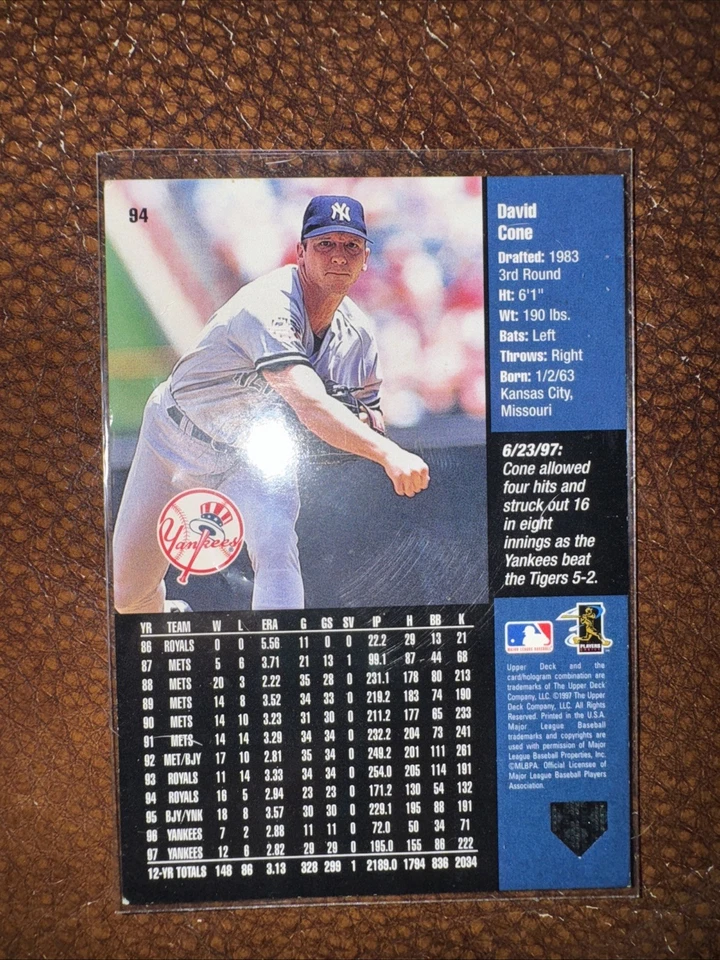 94
NY
Yankees
David
Cone
Drafted: 1983
3rd Round
Ht: 6'1"
Wt: 190 lbs.
Bats: Left
Throws: Right
Born: 1/2/63
Kansas City,
Missouri
6/23/97:
Cone allowed
four hits and
struck out 16
in eight
innings as the
Yankees beat
the Tigers 5-2.
YR TEAM W L ERA G GS SV IP H BB K
86 ROYALS 0 0 5.56 11 0 0 22.2 29 13 21
87 METS 5 6 3.71 21 13 1 99.1 87 44 68
88 METS 20 3 2.22 35 28 0 231.1 178 80 213
89 METS 14 8 3.52 34 33 0 219.2 183 74 190
90 METS 14 10 3.23 31 30 0 211.2 177 65 233
91 METS 14 14 3.29 34 34 0 232.2 204 73 241
92 MET/BJY 17 10 2.81 35 34 0 249.2 201 111 261
93 ROYALS 11 14 3.33 34 34 0 254.0 205 114 191
94 ROYALS 16 5 2.94 23 23 0 171.2 130 54 132
95 BJY/YNK 18 8 3.57 30 30 0 229.1 195 88 191
96 YANKEES 7 2 2.88 11 11 0 72.0 50 34 71
97 YANKEES 12 6 2.82 29 29 0 195.0 155 86 222
12-YR TOTALS 148 86 3.13 328 299 1 2189.0 1794 836 2034
MAJOR LEAGUE BASEBALL
PLAYERS
Upper Deck and the
card/hologram combination are
trademarks of The Upper Deck
Company, LLC. ©1997 The Upper
Deck Company, LLC. All Rights
Reserved. Printed in the U.S.A.
Major League Baseball
trademarks and copyrights are
used with permission of Major
League Baseball Properties, Inc.
©MLBPA. Official Licensee of
Major League Baseball Players
Association.